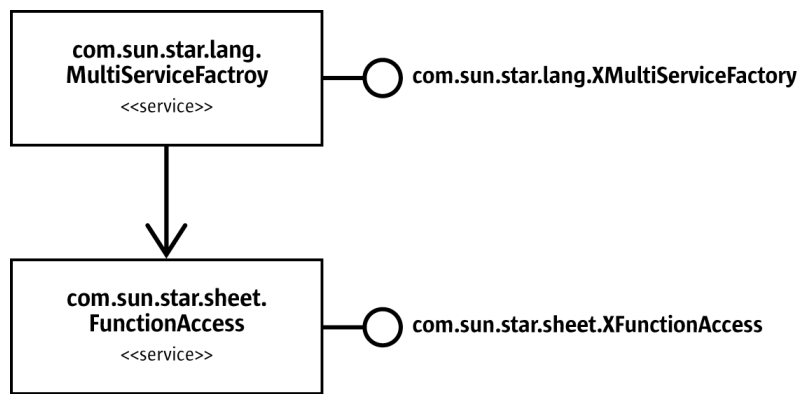 com.sun.star.lang.
MultiServiceFactroy
<<service>>
com.sun.star.lang.XMultiServiceFactory
com.sun.star.sheet.
FunctionAccess
<<service>>
com.sun.star.sheet.XFunctionAccess